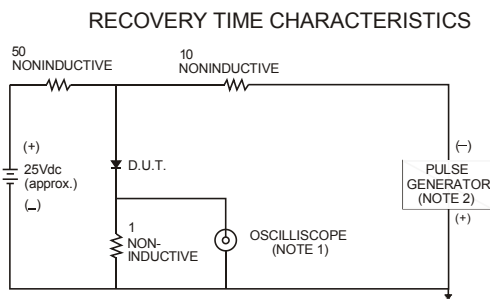 RECOVERY TIME CHARACTERISTICS
50
NONINDUCTIVE
10
NONINDUCTIVE
(+)
25Vdc
(approx.)
(–)
D.U.T.
1
NON-
INDUCTIVE
OSCILLISCOPE
(NOTE 1)
(–)
PULSE
GENERATOR
(NOTE 2)
(+)